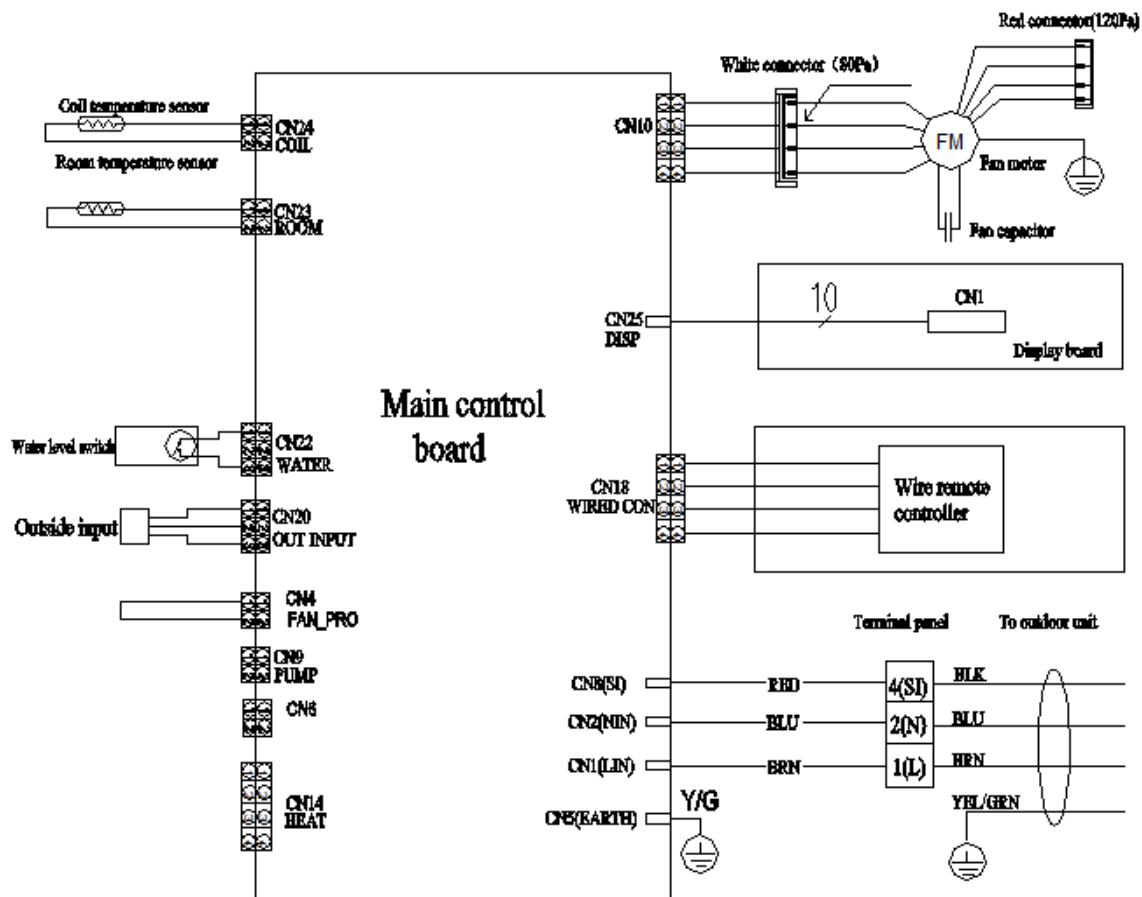 Red connector(120Pa)
White connector (80Pa)
Coil temperature sensor
CN24
COIL
CN10
FM
Room temperature sensor
Fan motor
CN23
ROOM
Fan capacitor
10
CN1
CN25
DISP
Display board
Main control
board
Water level switch
CN22
WATER
CN18
WIRED CON
Wire remote
controller
Outside input
CN20
OUT INPUT
CN4
FAN_PRO
Terminal panel
To outdoor unit
CN9
PUMP
CN8(SI)
RED
4(SI)
BLK
CN6
CN2(NIN)
BLU
2(N)
BLU
CN1(LIN)
BRN
1(L)
BRN
CN14
HEAT
Y/G
YEL/GRN
CN5(EARTH)